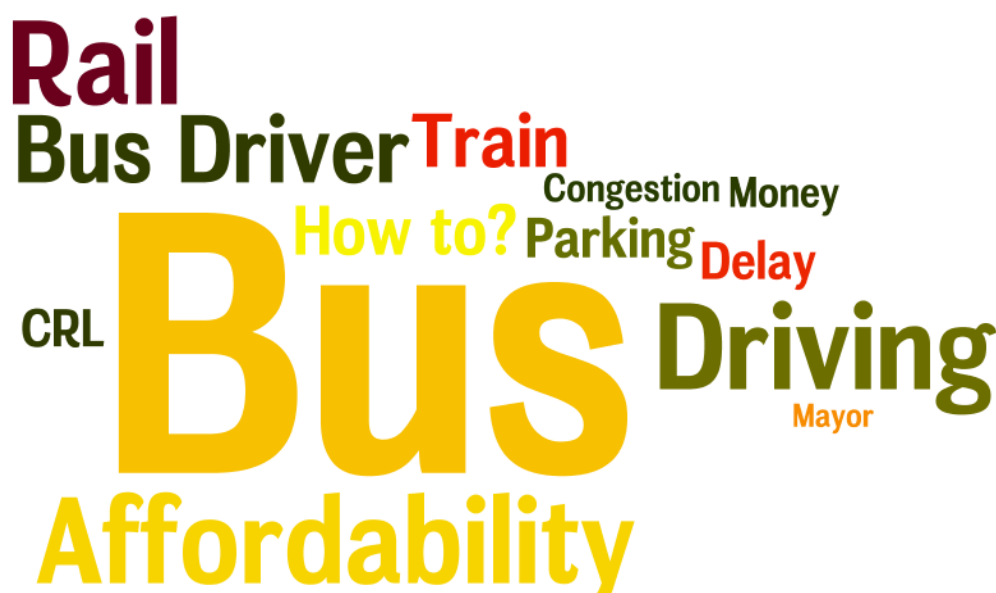 Rail
Bus Driver Train
Congestion Money
How to? Parking Delay
CRL Bus Driving
Mayor
Affordability